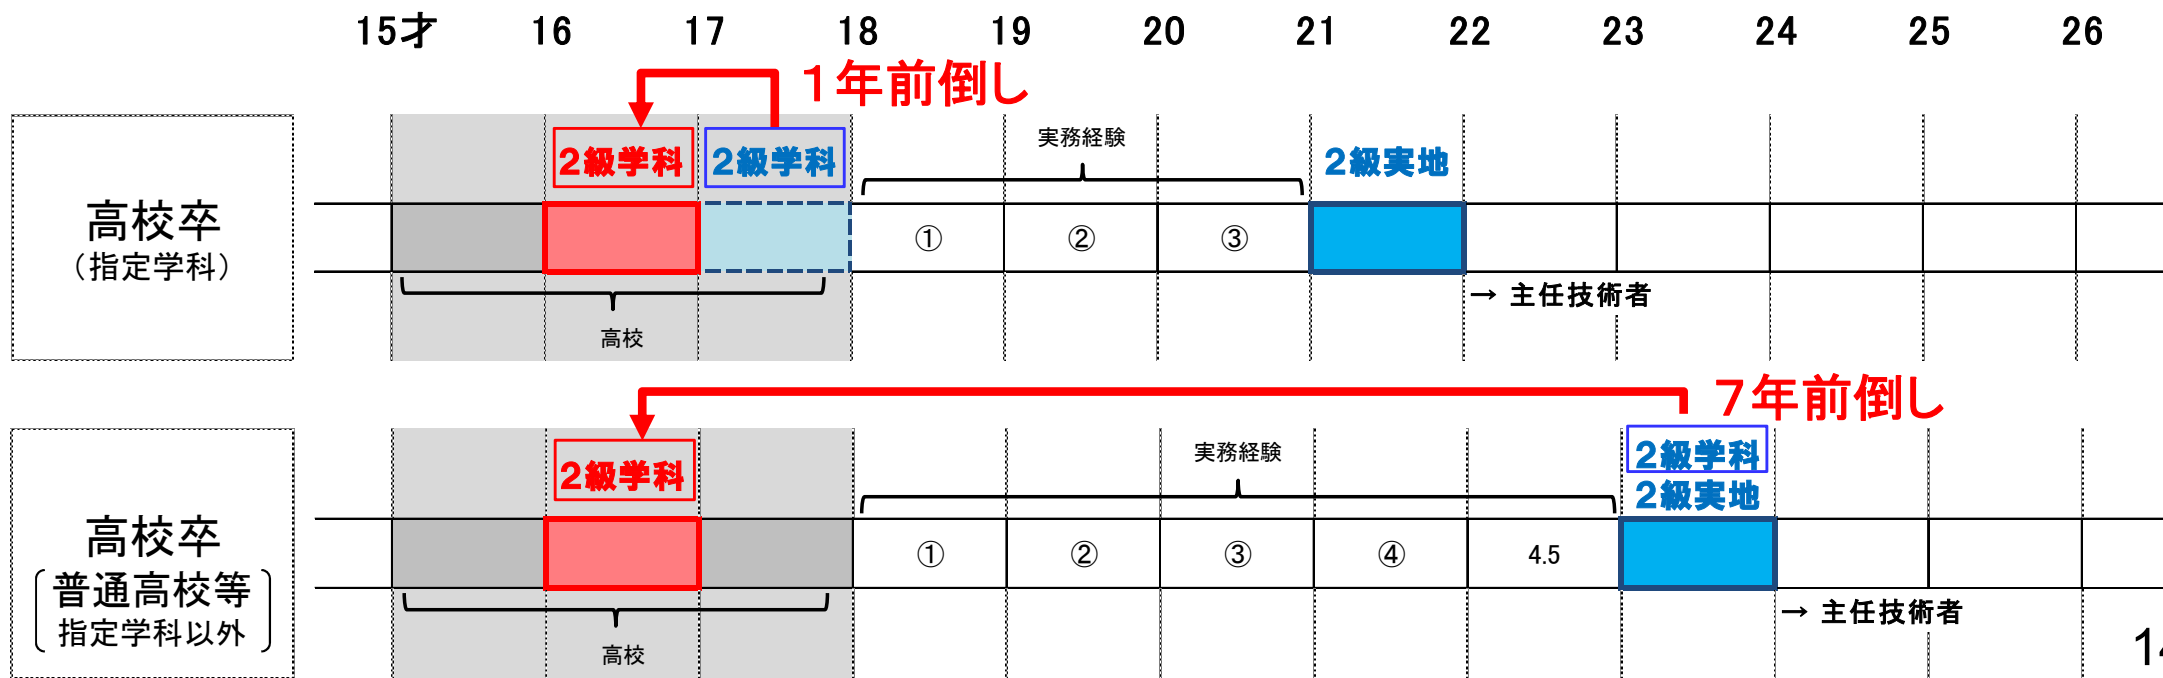 15才 16 17 18 19 20 21 22 23 24 25 26
1年前倒し
2級学科 2級学科 実務経験 2級実地
高校卒
（指定学科）
① ② ③
→ 主任技術者
高校
7年前倒し
2級学科 実務経験 2級学科
2級実地
高校卒
普通高校等
指定学科以外
① ② ③ ④ 4.5
→ 主任技術者
高校